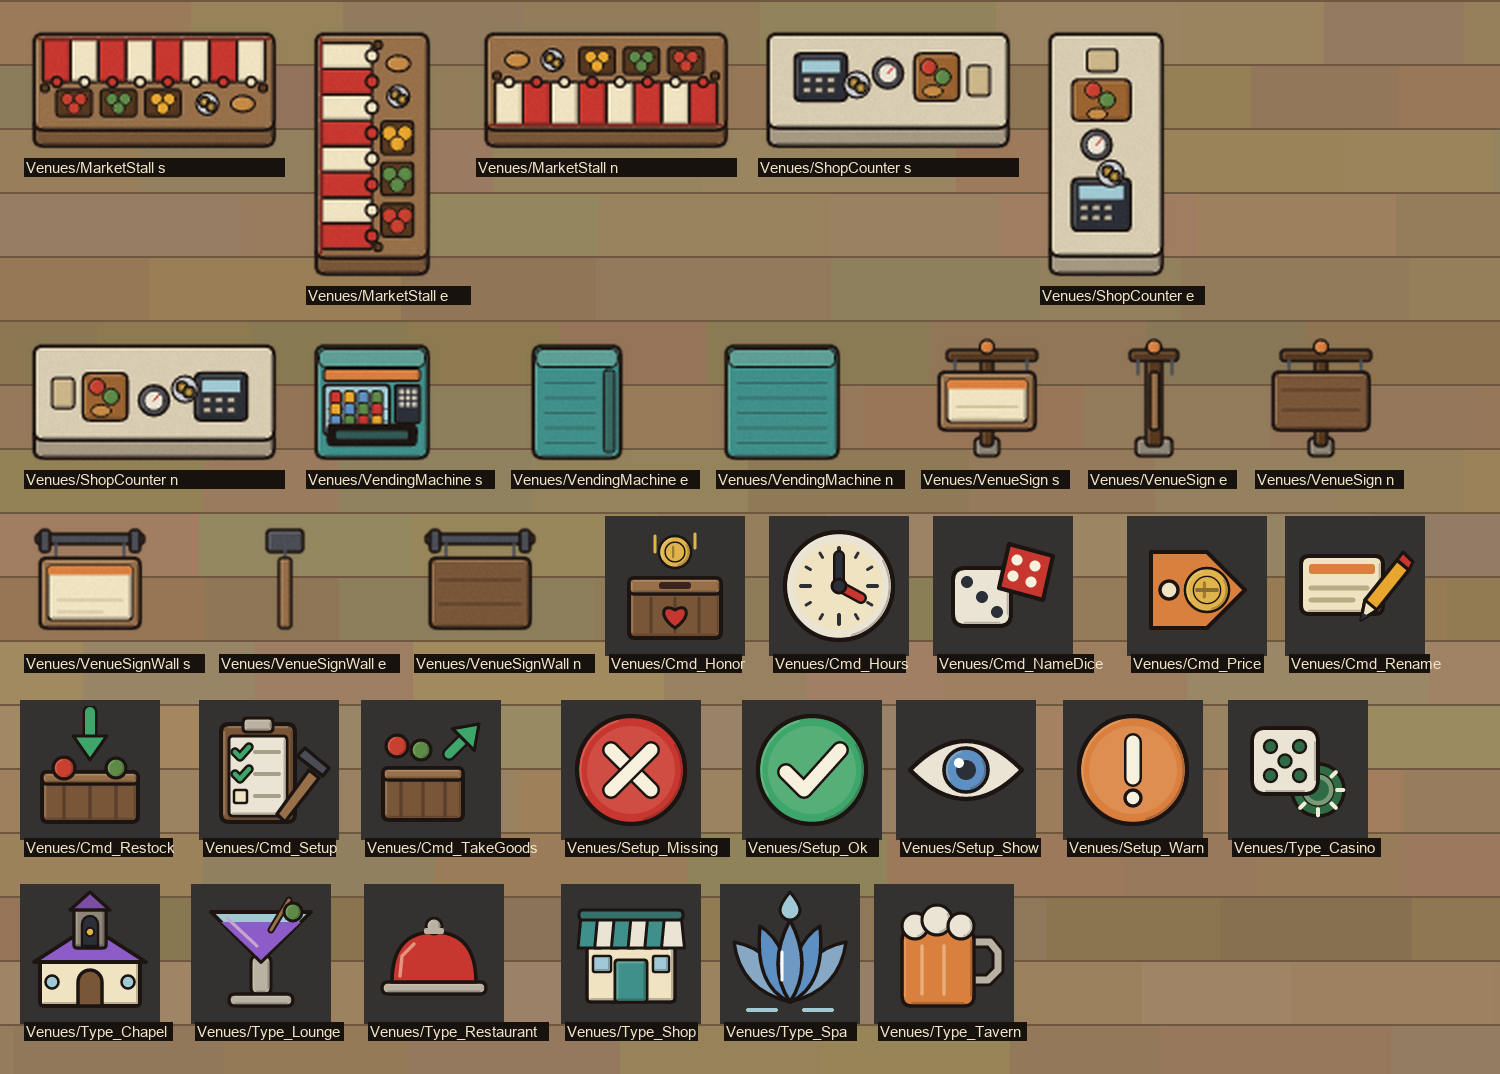 Venues/MarketStall s
Venues/MarketStall n
Venues/ShopCounter s
Venues/MarketStall e
Venues/ShopCounter e
Venues/ShopCounter n
Venues/VendingMachine s
Venues/VendingMachine e
Venues/VendingMachine n
Venues/VenueSign s
Venues/VenueSign e
Venues/VenueSign n
Venues/VenueSignWall s
Venues/VenueSignWall e
Venues/VenueSignWall n
Venues/Cmd_Honor
Venues/Cmd_Hours
Venues/Cmd_NameDice
Venues/Cmd_Price
Venues/Cmd_Rename
Venues/Cmd_Restock
Venues/Cmd_Setup
Venues/Cmd_TakeGoods
Venues/Setup_Missing
Venues/Setup_Ok
Venues/Setup_Show
Venues/Setup_Warn
Venues/Type_Casino
Venues/Type_Chapel
Venues/Type_Lounge
Venues/Type_Restaurant
Venues/Type_Shop
Venues/Type_Spa
Venues/Type_Tavern